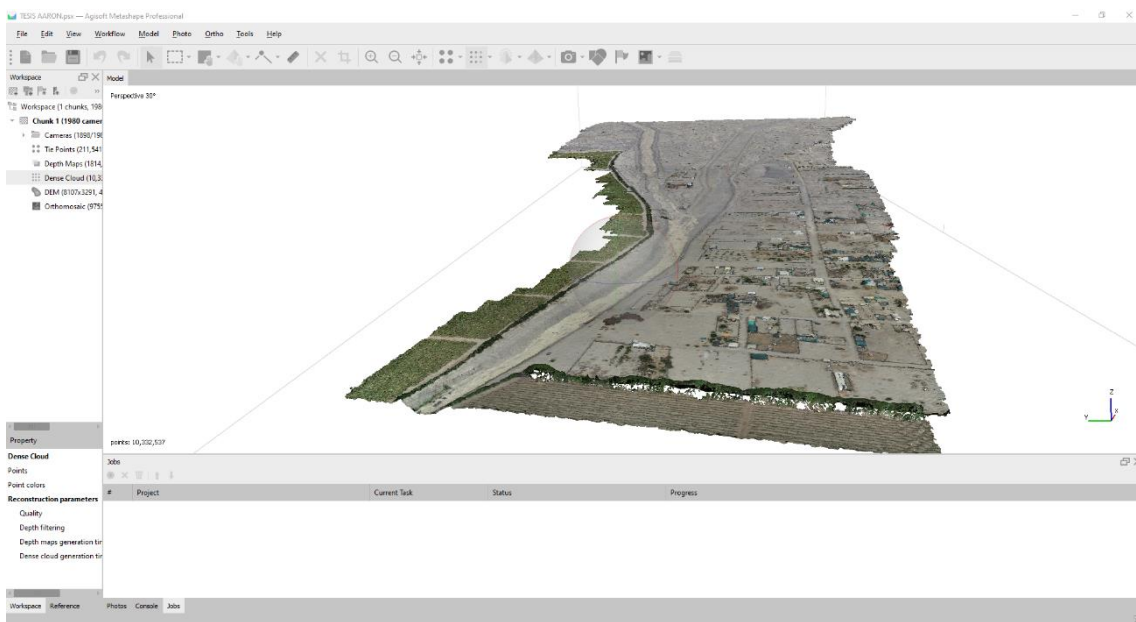 TESIS AARON.psx — Agisoft Metashape Professional
File Edit View Workflow Model Photo Ortho Tools Help
Workspace
Model
Workspace (1 chunks, 198
Chunk 1 (1980 camer
Cameras (1898/198
Tie Points (211,541
Depth Maps (1814,
Dense Cloud (10,3
DEM (8107x3291, 4
Orthomosaic (9755
Perspective 30°
Z
X
Y
points: 10,332,537
Property
Dense Cloud
Points
Point colors
Reconstruction parameters
Quality
Depth filtering
Depth maps generation tir
Dense cloud generation tir
Jobs
# Project Current Task Status Progress
Workspace Reference Photos Console Jobs